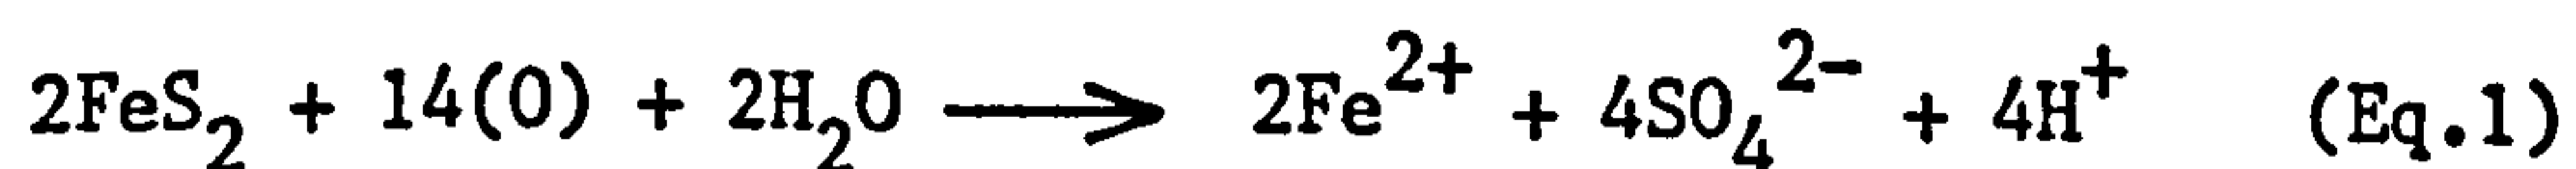 2FeS₂ + 14(O) + 2H₂O ⟶ 2Fe²⁺ + 4SO₄²⁻ + 4H⁺ (Eq.1)